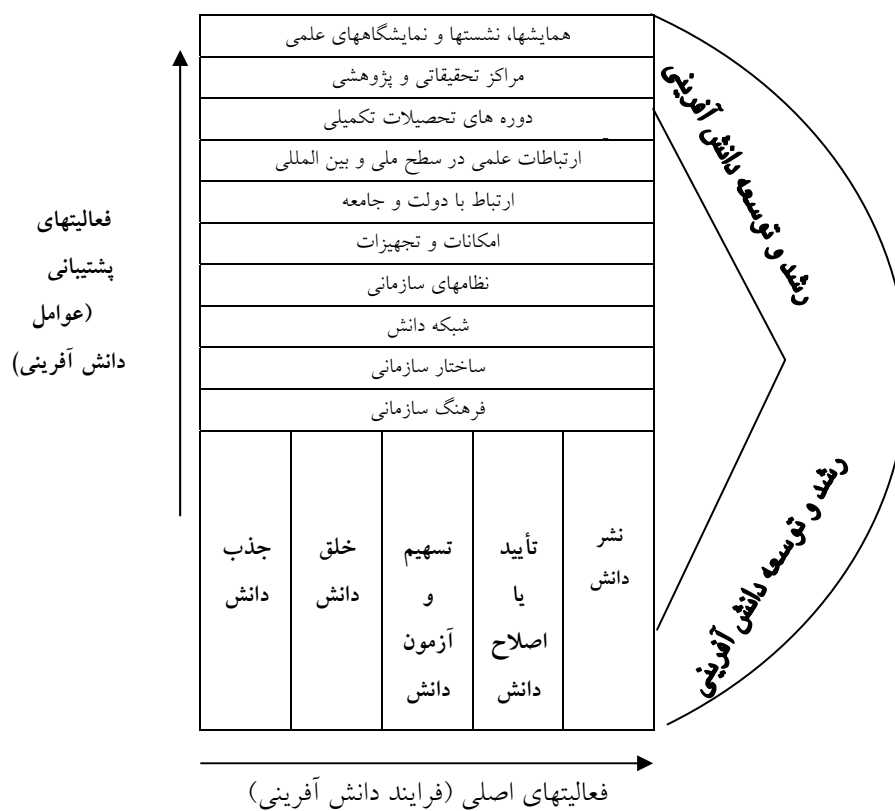 همایشها، نشستها و نمایشگاههای علمی
مراکز تحقیقاتی و پژوهشی
دوره های تحصیلات تکمیلی
ارتباطات علمی در سطح ملی و بین المللی
ارتباط با دولت و جامعه
امکانات و تجهیزات
نظامهای سازمانی
شبکه دانش
ساختار سازمانی
فرهنگ سازمانی
رشد و توسعه دانش آفرینی
رشد و توسعه دانش آفرینی
فعالیتهای
پشتیبانی
(عوامل
دانش آفرینی)
جذب
دانش
خلق
دانش
تسهیم
و
آزمون
دانش
تأیید
یا
اصلاح
دانش
نشر
دانش
فعالیتهای اصلی (فرایند دانش آفرینی)